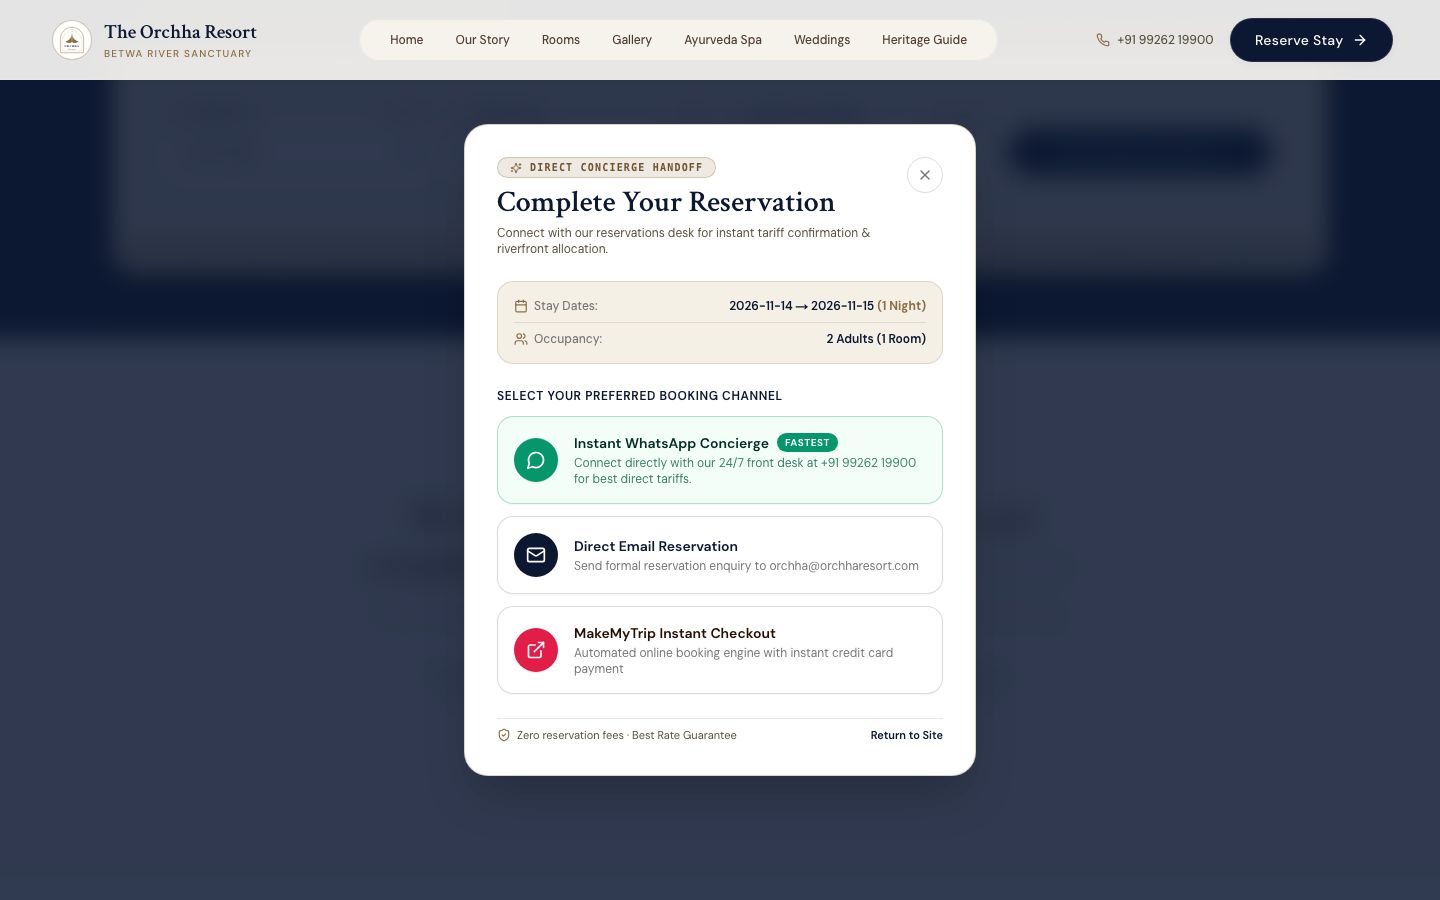 The Orchha Resort
BETWA RIVER SANCTUARY
Home Our Story Rooms Gallery Ayurveda Spa Weddings Heritage Guide
+91 99262 19900
Reserve Stay
DIRECT CONCIERGE HANDOFF
Complete Your Reservation
Connect with our reservations desk for instant tariff confirmation &
riverfront allocation.
Stay Dates: 2026-11-14 → 2026-11-15 (1 Night)
Occupancy: 2 Adults (1 Room)
SELECT YOUR PREFERRED BOOKING CHANNEL
Instant WhatsApp Concierge FASTEST
Connect directly with our 24/7 front desk at +91 99262 19900
for best direct tariffs.
Direct Email Reservation
Send formal reservation enquiry to orchha@orchharesort.com
MakeMyTrip Instant Checkout
Automated online booking engine with instant credit card
payment
Zero reservation fees · Best Rate Guarantee
Return to Site